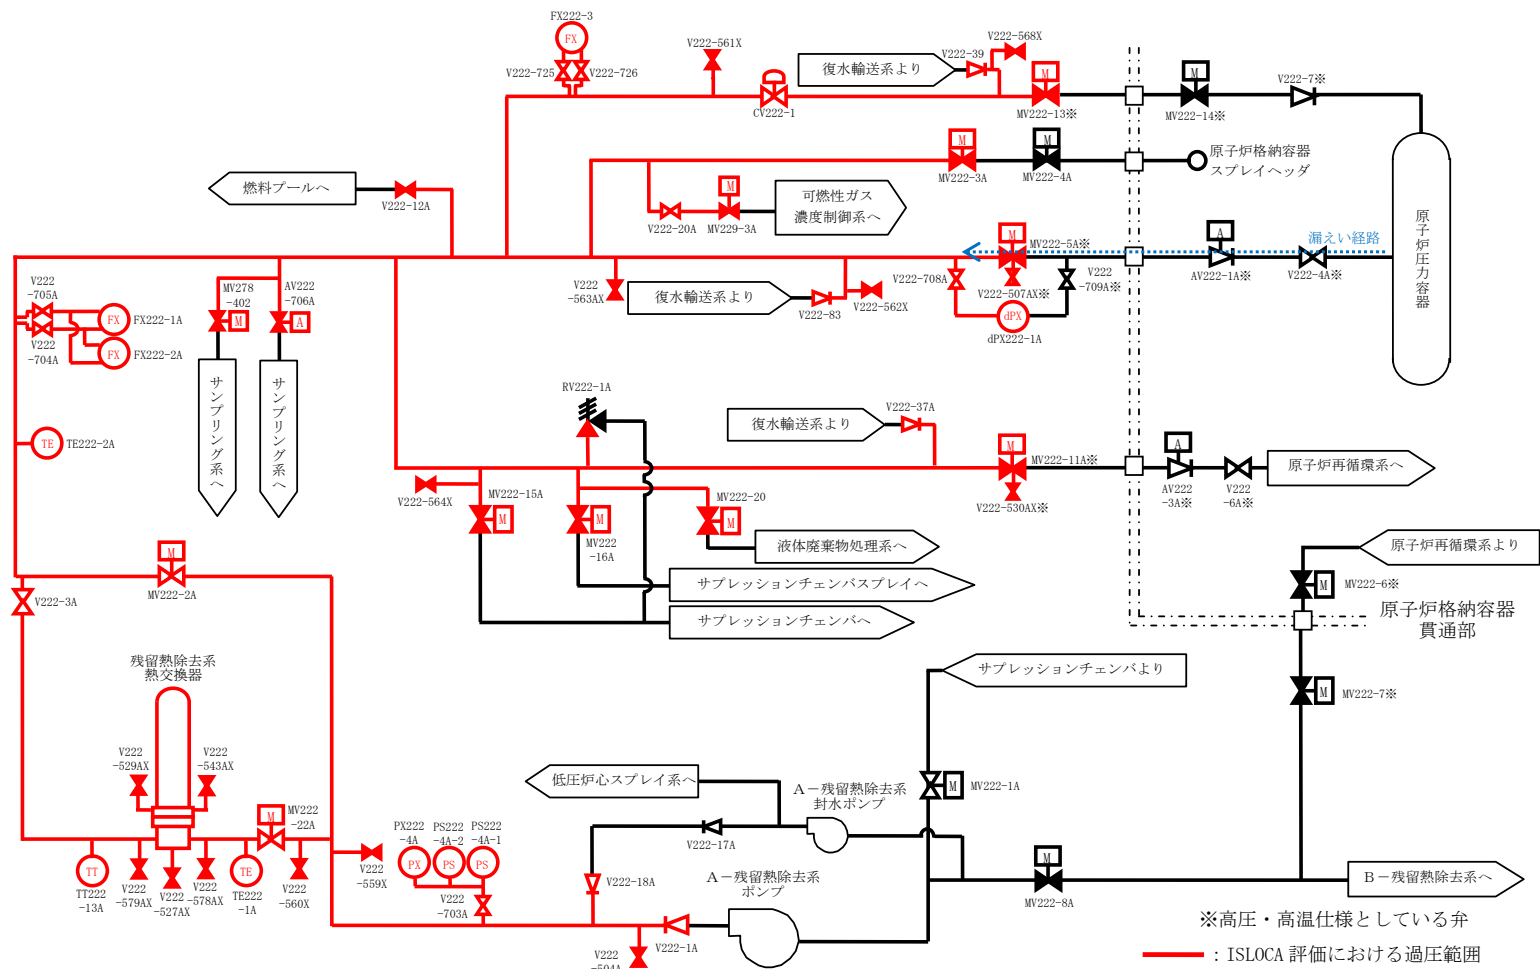 FX222-3
FX
V222-725
V222-726
V222-561X
復水輸送系より
V222-39
V222-568X
CV222-1
M
MV222-13※
M
MV222-14※
V222-7※
燃料プールへ
V222-12A
V222-20A
M
MV229-3A
可燃性ガス
濃度制御系へ
M
MV222-3A
M
MV222-4A
原子炉格納容器
スプレイヘッダ
原子炉圧力容器
V222
-705A
V222
-704A
FX
FX222-1A
FX
FX222-2A
MV278
-402
M
AV222
-706A
A
サンプリング系へ
サンプリング系へ
V222
-563AX
復水輸送系より
V222-83
V222-562X
V222-708A
M
MV222-5A※
V222-507AX※
V222
-709A※
dPX
dPX222-1A
A
AV222-1A※
漏えい経路
V222-4A※
TE
TE222-2A
RV222-1A
復水輸送系より
V222-37A
M
MV222-11A※
V222-530AX※
A
AV222
-3A※
V222
-6A※
原子炉再循環系へ
V222-564X
MV222-15A
M
M
MV222
-16A
MV222-20
M
液体廃棄物処理系へ
サプレッションチェンバスプレイへ
サプレッションチェンバへ
原子炉再循環系より
M
MV222-6※
原子炉格納容器
貫通部
M
MV222-7※
M
MV222-2A
V222-3A
残留熱除去系
熱交換器
V222
-529AX
V222
-543AX
M
MV222
-22A
TT
TT222
-13A
V222
-579AX
V222
-527AX
V222
-578AX
TE
TE222
-1A
V222
-560X
V222
-559X
PX222
-4A
PX
PS222
-4A-2
PS
PS222
-4A-1
PS
V222
-703A
サプレッションチェンバより
M
MV222-1A
低圧炉心スプレイ系へ
A－残留熱除去系
封水ポンプ
V222-17A
V222-18A
A－残留熱除去系
ポンプ
V222-1A
V222
-504A
M
MV222-8A
B－残留熱除去系へ
※高圧・高温仕様としている弁
：ISLOCA 評価における過圧範囲